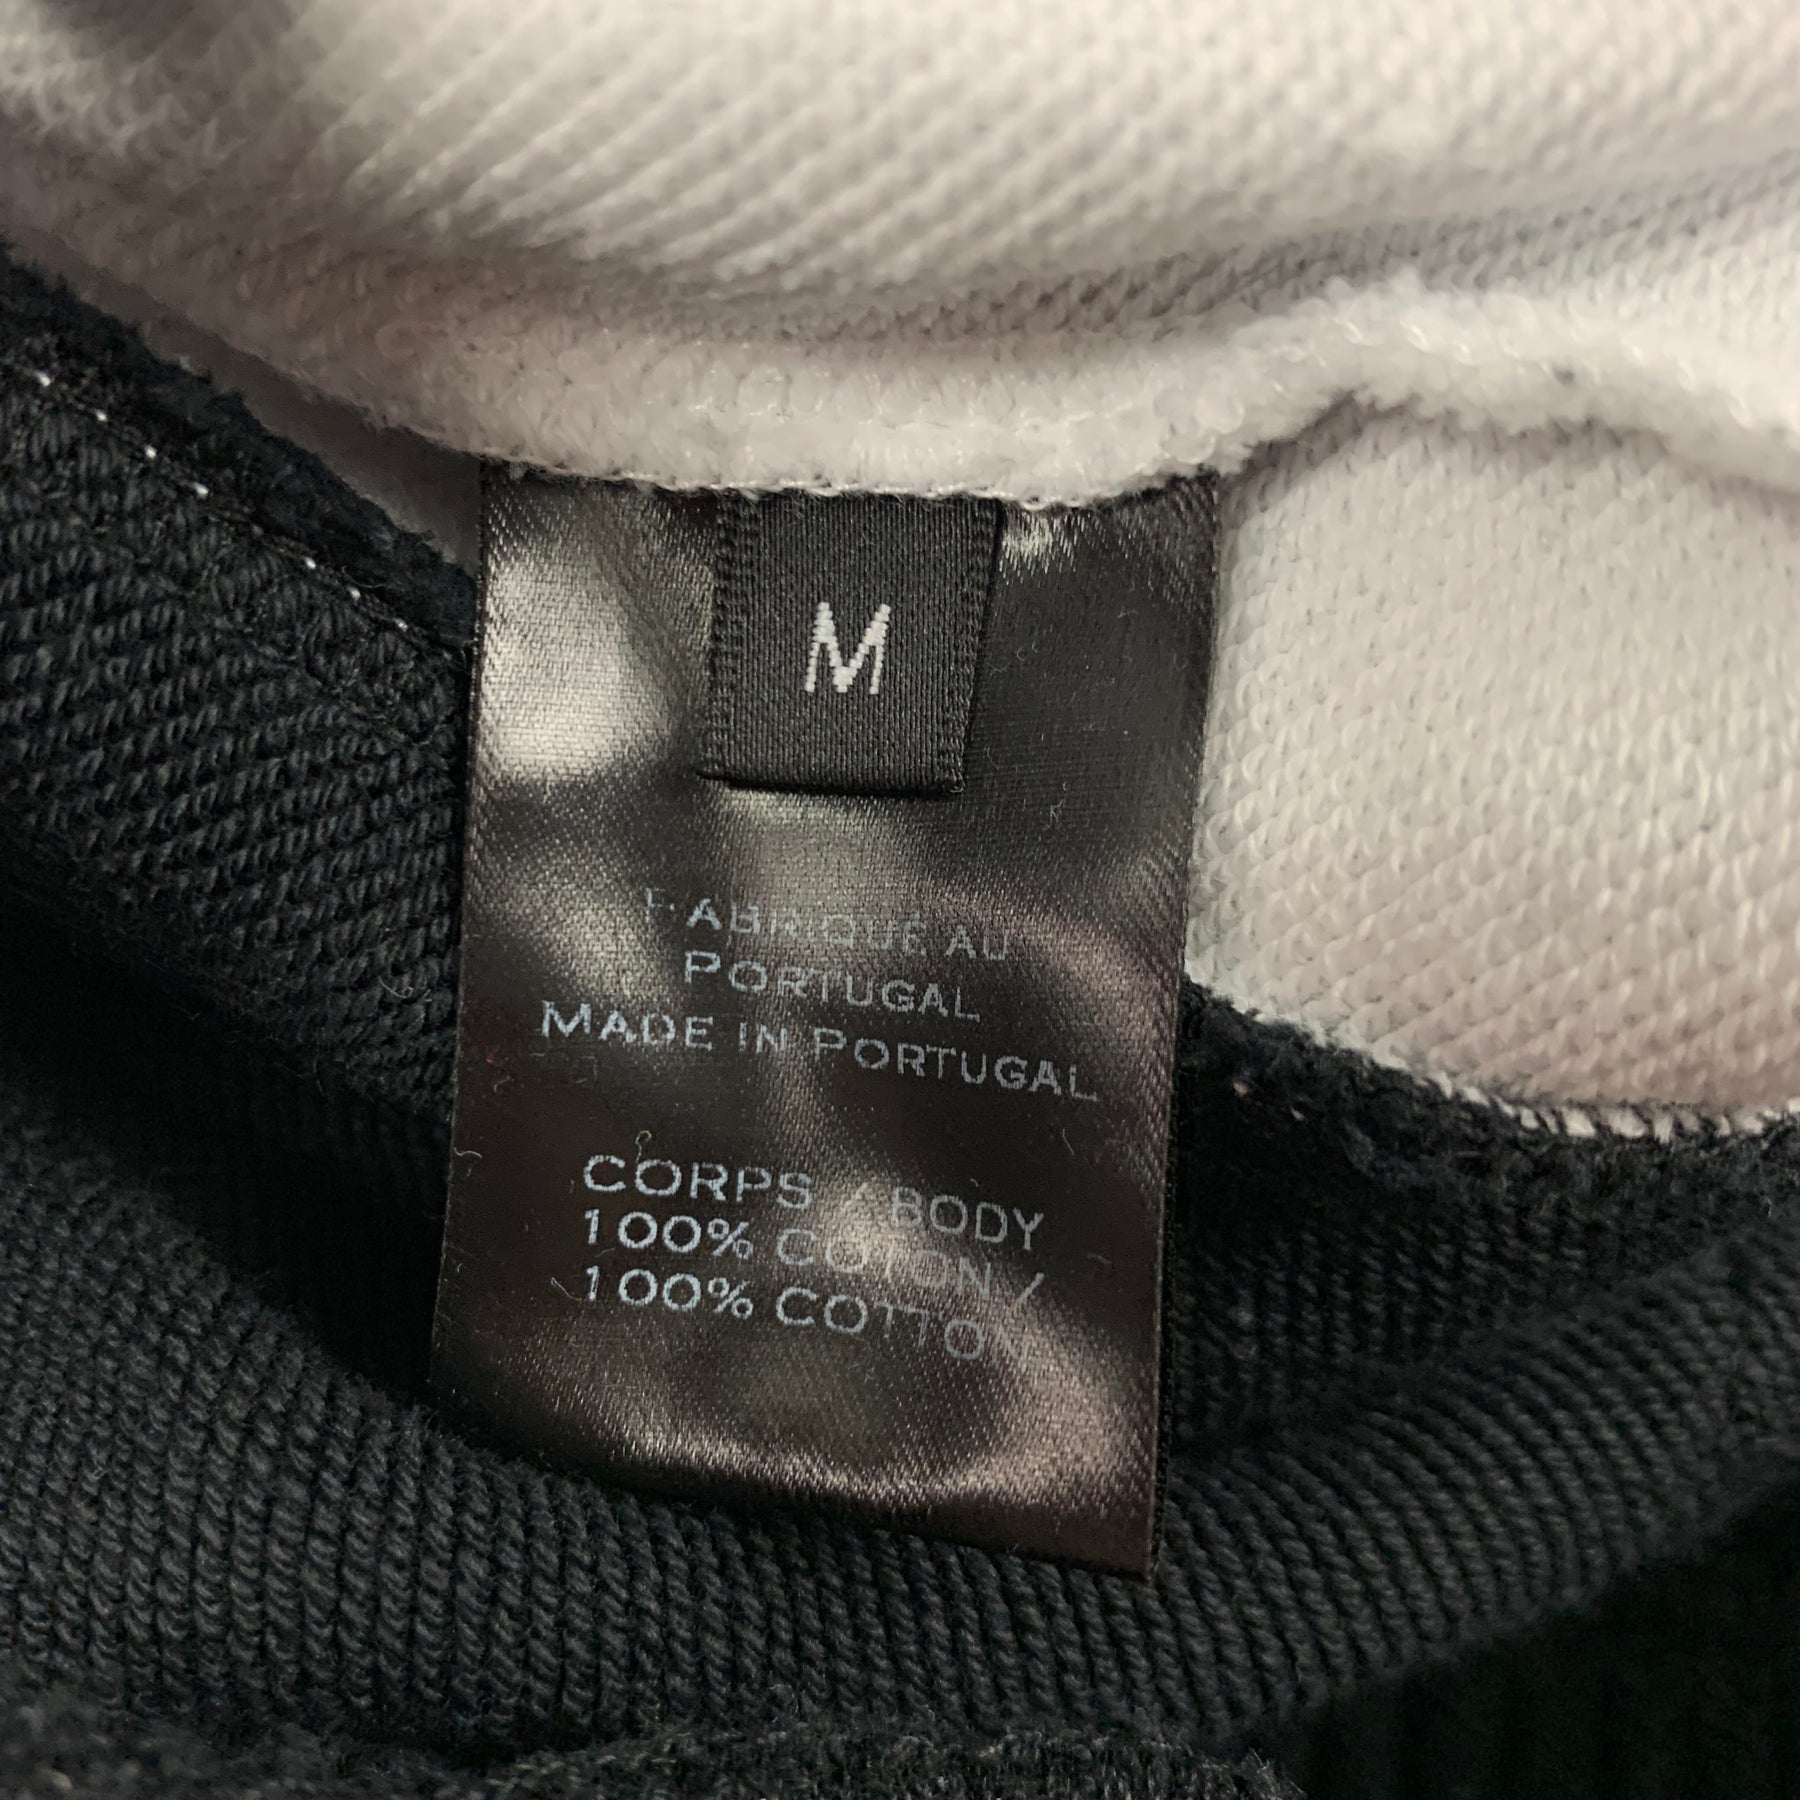 M
FABRIQUÉ AU
PORTUGAL
MADE IN PORTUGAL
CORPS / BODY
100% COTON /
100% COTTON